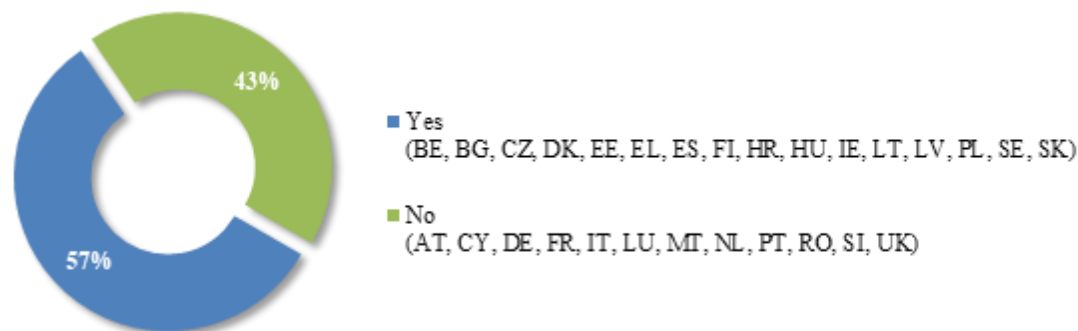 43%
57%
Yes
(BE, BG, CZ, DK, EE, EL, ES, FI, HR, HU, IE, LT, LV, PL, SE, SK)
No
(AT, CY, DE, FR, IT, LU, MT, NL, PT, RO, SI, UK)